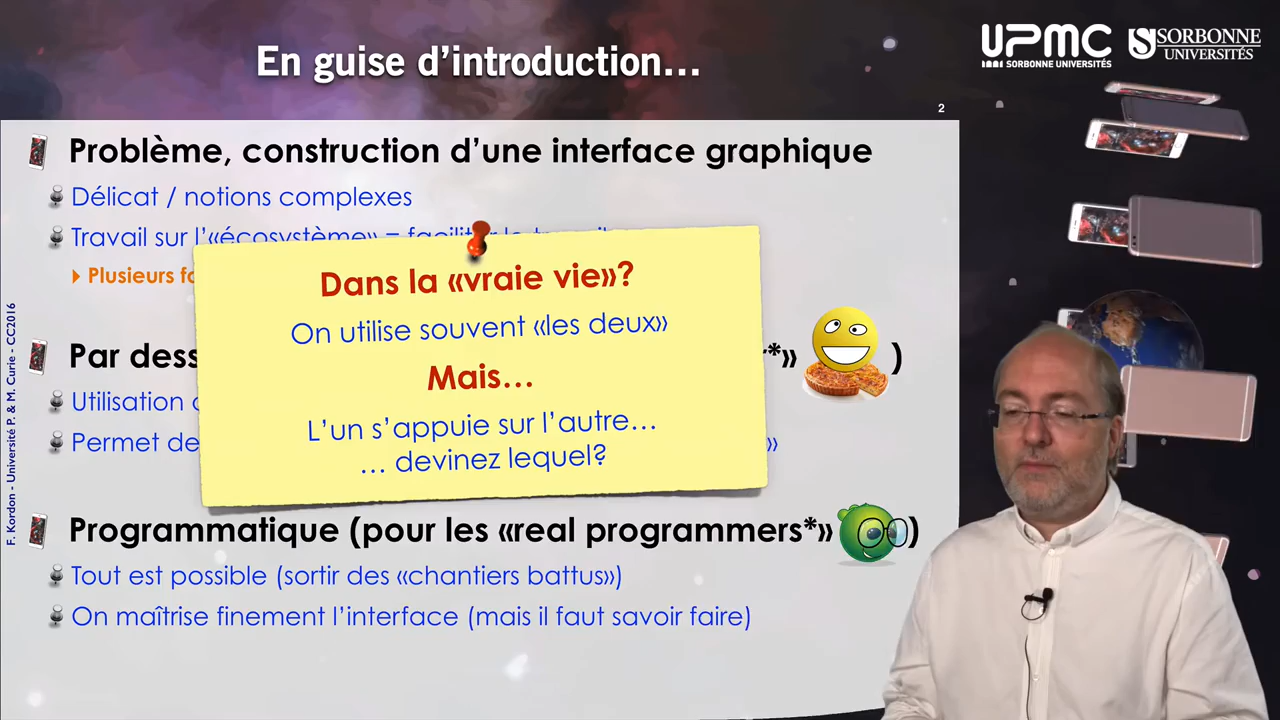 En guise d’introduction...
UPMC
SORBONNE UNIVERSITÉS
SORBONNE
UNIVERSITÉS
2
Problème, construction d’une interface graphique
Délicat / notions complexes
Travail sur l’«écosystème» =
Plusieurs
Dans la «vraie vie»?
On utilise souvent «les deux»
Mais...
L’un s’appuie sur l’autre...
... devinez lequel?
Par
*» )
Utilisation
Permet de
»
Programmatique (pour les «real programmers*» )
Tout est possible (sortir des «chantiers battus»)
On maîtrise finement l’interface (mais il faut savoir faire)
F. Kordon - Université P. & M. Curie - CC2016